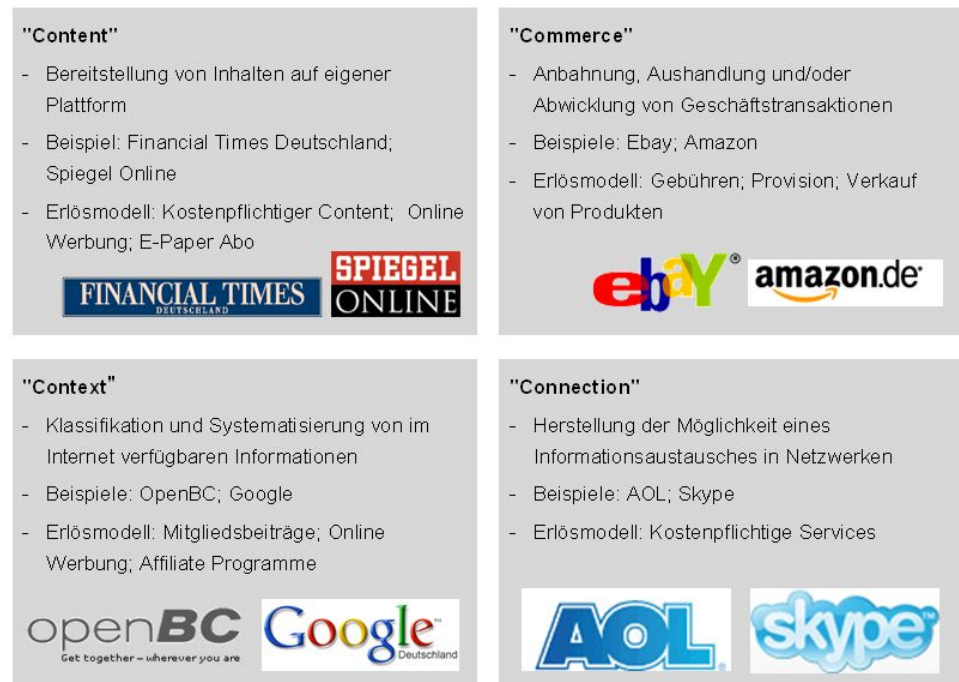 "Content"
- Bereitstellung von Inhalten auf eigener
Plattform
- Beispiel: Financial Times Deutschland;
Spiegel Online
- Erlösmodell: Kostenpflichtiger Content; Online
Werbung; E-Paper Abo
FINANCIAL TIMES
DEUTSCHLAND
SPIEGEL
ONLINE
"Commerce"
- Anbahnung, Aushandlung und/oder
Abwicklung von Geschäftstransaktionen
- Beispiele: Ebay; Amazon
- Erlösmodell: Gebühren; Provision; Verkauf
von Produkten
ebaY®
amazon.de
"Context"
- Klassifikation und Systematisierung von im
Internet verfügbaren Informationen
- Beispiele: OpenBC; Google
- Erlösmodell: Mitgliedsbeiträge; Online
Werbung; Affiliate Programme
openBC
Get together – wherever you are
Google™
Deutschland
"Connection"
- Herstellung der Möglichkeit eines
Informationsaustausches in Netzwerken
- Beispiele: AOL; Skype
- Erlösmodell: Kostenpflichtige Services
AOL
skype